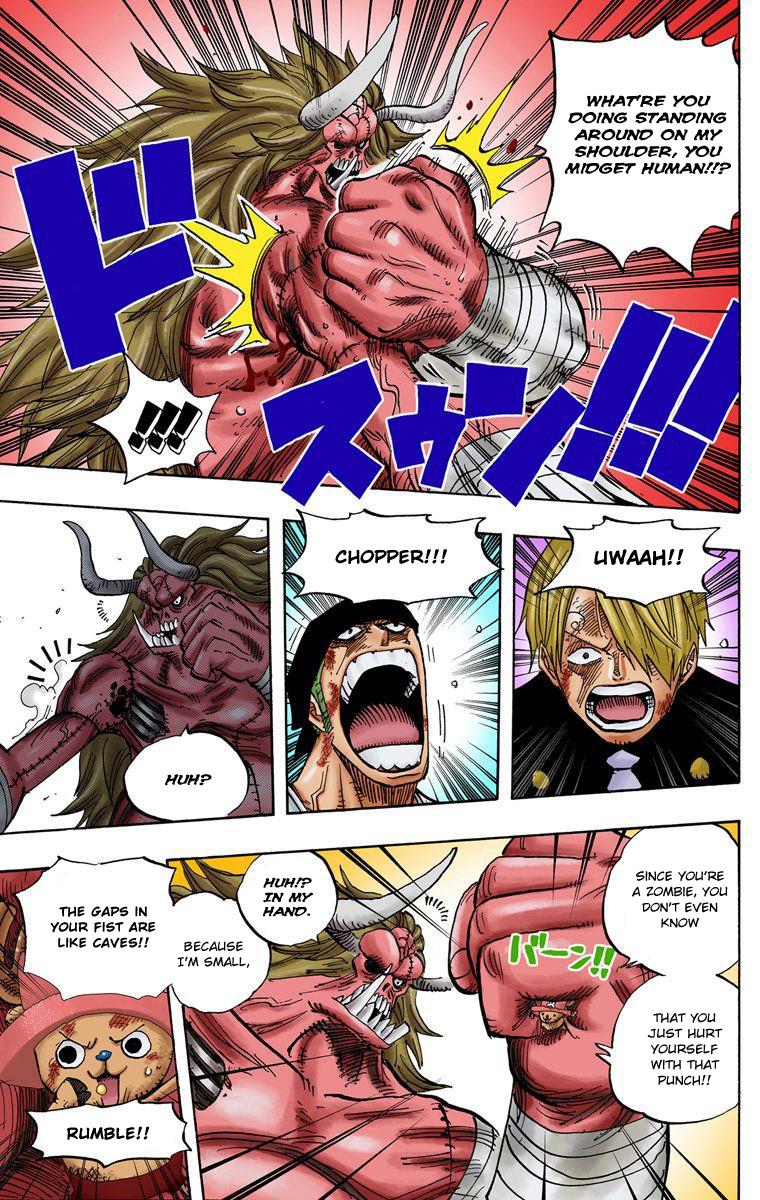 WHAT'RE YOU
DOING STANDING
AROUND ON MY
SHOULDER, YOU
MIDGET HUMAN!!?
ドスゥン!!!
!!!
UWAAH!!
CHOPPER!!!
HUH?
SINCE YOU'RE
A ZOMBIE, YOU
DON'T EVEN
KNOW
THAT YOU
JUST HURT
YOURSELF
WITH THAT
PUNCH!!
バーン!!
HUH!?
IN MY
HAND.
BECAUSE
I'M SMALL,
THE GAPS IN
YOUR FIST ARE
LIKE CAVES!!
RUMBLE!!